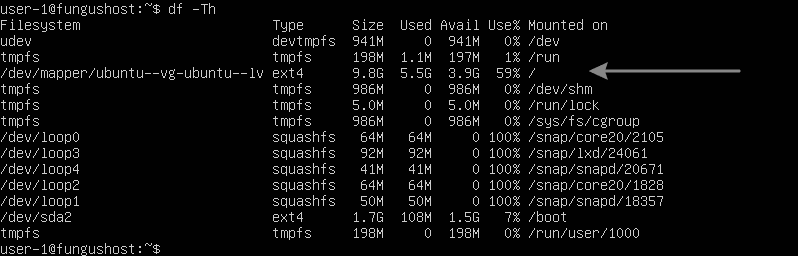 user-1@fungushost:~$ df -Th
Filesystem Type Size Used Avail Use% Mounted on
udev devtmpfs 941M 0 941M 0% /dev
tmpfs tmpfs 198M 1.1M 197M 1% /run
/dev/mapper/ubuntu--vg-ubuntu--lv ext4 9.8G 5.5G 3.9G 59% /
tmpfs tmpfs 986M 0 986M 0% /dev/shm
tmpfs tmpfs 5.0M 0 5.0M 0% /run/lock
tmpfs tmpfs 986M 0 986M 0% /sys/fs/cgroup
/dev/loop0 squashfs 64M 64M 0 100% /snap/core20/2105
/dev/loop3 squashfs 92M 92M 0 100% /snap/lxd/24061
/dev/loop4 squashfs 41M 41M 0 100% /snap/snapd/20671
/dev/loop2 squashfs 64M 64M 0 100% /snap/core20/1828
/dev/loop1 squashfs 50M 50M 0 100% /snap/snapd/18357
/dev/sda2 ext4 1.7G 108M 1.5G 7% /boot
tmpfs tmpfs 198M 0 198M 0% /run/user/1000
user-1@fungushost:~$